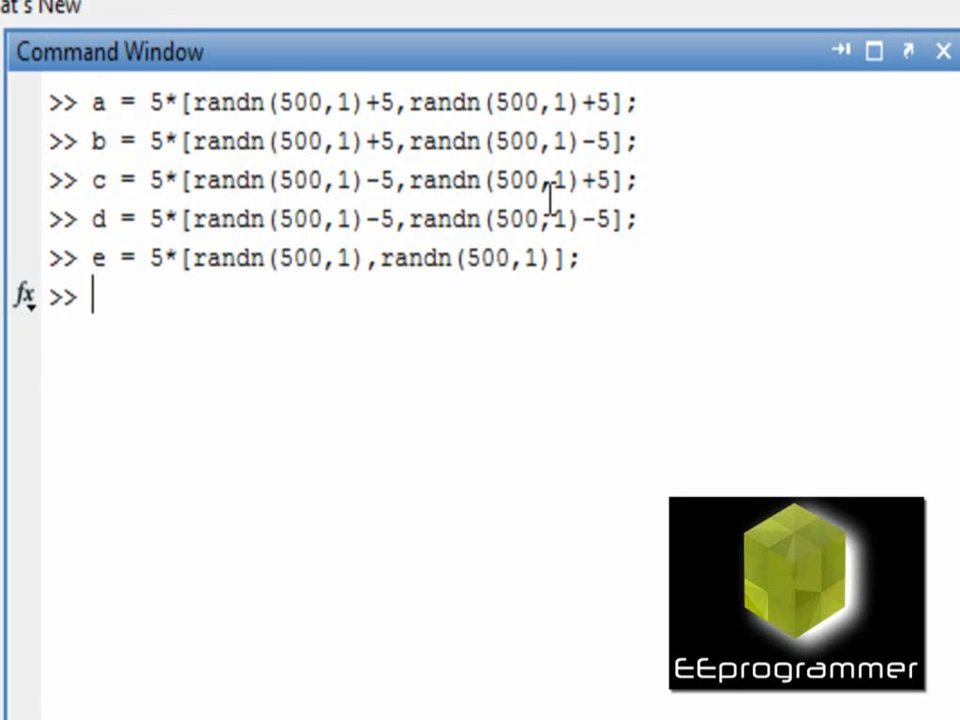 at's New
Command Window
>> a = 5*[randn(500,1)+5,randn(500,1)+5];
>> b = 5*[randn(500,1)+5,randn(500,1)-5];
>> c = 5*[randn(500,1)-5,randn(500,1)+5];
>> d = 5*[randn(500,1)-5,randn(500,1)-5];
>> e = 5*[randn(500,1),randn(500,1)];
fx >>
EEprogrammer